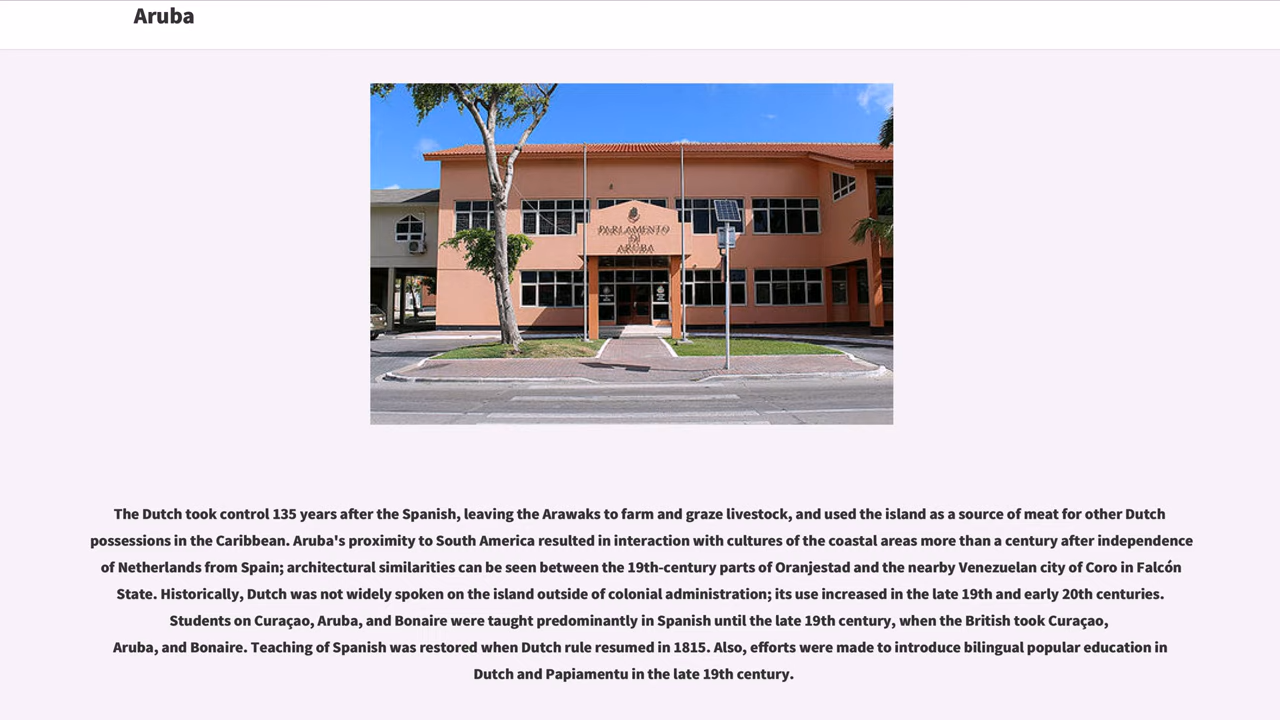 Aruba
PARLAMENTO
DI
ARUBA
The Dutch took control 135 years after the Spanish, leaving the Arawaks to farm and graze livestock, and used the island as a source of meat for other Dutch
possessions in the Caribbean. Aruba's proximity to South America resulted in interaction with cultures of the coastal areas more than a century after independence
of Netherlands from Spain; architectural similarities can be seen between the 19th-century parts of Oranjestad and the nearby Venezuelan city of Coro in Falcón
State. Historically, Dutch was not widely spoken on the island outside of colonial administration; its use increased in the late 19th and early 20th centuries.
Students on Curaçao, Aruba, and Bonaire were taught predominantly in Spanish until the late 19th century, when the British took Curaçao,
Aruba, and Bonaire. Teaching of Spanish was restored when Dutch rule resumed in 1815. Also, efforts were made to introduce bilingual popular education in
Dutch and Papiamentu in the late 19th century.